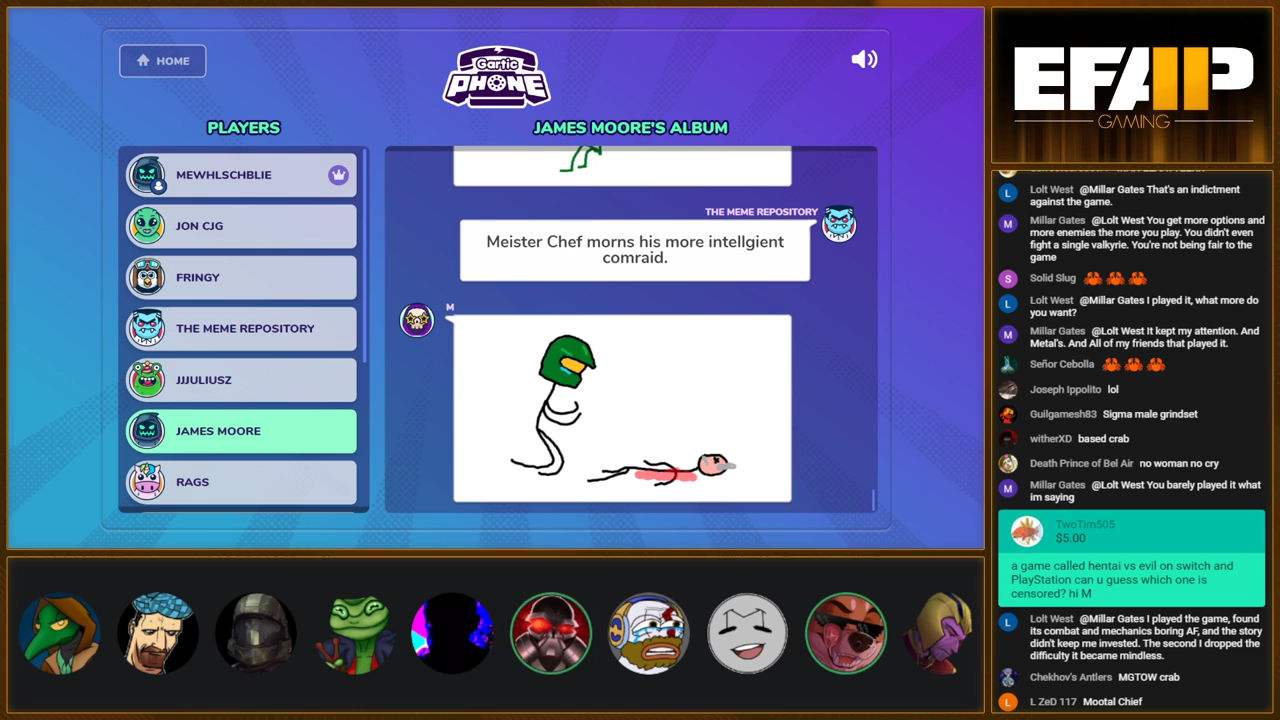 HOME
Gartic
PHONE
PLAYERS
MEWHLSCHBLIE
JON CJG
FRINGY
THE MEME REPOSITORY
JJJULIUSZ
JAMES MOORE
RAGS
JAMES MOORE'S ALBUM
THE MEME REPOSITORY
Meister Chef morns his more intellgient
comraid.
M
EFAP
GAMING
L Lolt West @Millar Gates That's an indictment
against the game.
M Millar Gates @Lolt West You get more options and
more enemies the more you play. You didn't even
fight a single valkyrie. You're not being fair to the
game
S Solid Slug 🦀 🦀 🦀
L Lolt West @Millar Gates I played it, what more do
you want?
M Millar Gates @Lolt West It kept my attention. And
Metal's. And All of my friends that played it.
Señor Cebolla 🦀 🦀 🦀
Joseph Ippolito lol
Guilgamesh83 Sigma male grindset
witherXD based crab
Death Prince of Bel Air no woman no cry
M Millar Gates @Lolt West You barely played it what
im saying
TwoTim505
$5.00
a game called hentai vs evil on switch and
PlayStation can u guess which one is
censored? hi M
L Lolt West @Millar Gates I played the game, found
its combat and mechanics boring AF, and the story
didn't keep me invested. The second I dropped the
difficulty it became mindless.
Chekhov's Antlers MGTOW crab
L L ZeD 117 Mootal Chief